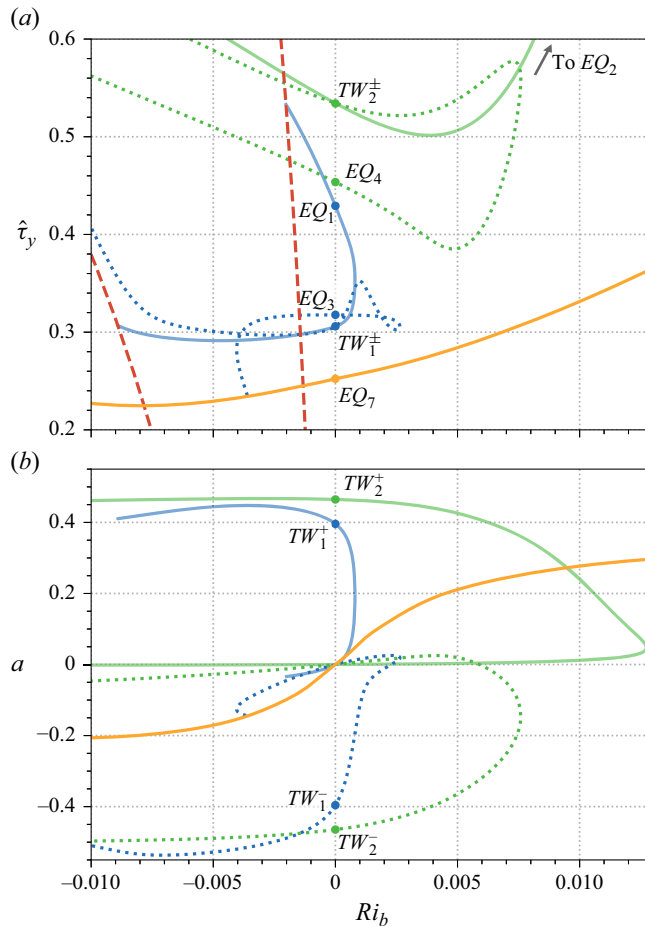 (a)
0.6
0.5
0.4
0.3
0.2
τ̂y
To EQ2
TW2±
EQ4
EQ1
EQ3
TW1±
EQ7
(b)
0.4
0.2
0
−0.2
−0.4
a
TW2+
TW1+
TW1−
TW2−
−0.010
−0.005
0
0.005
0.010
Rib